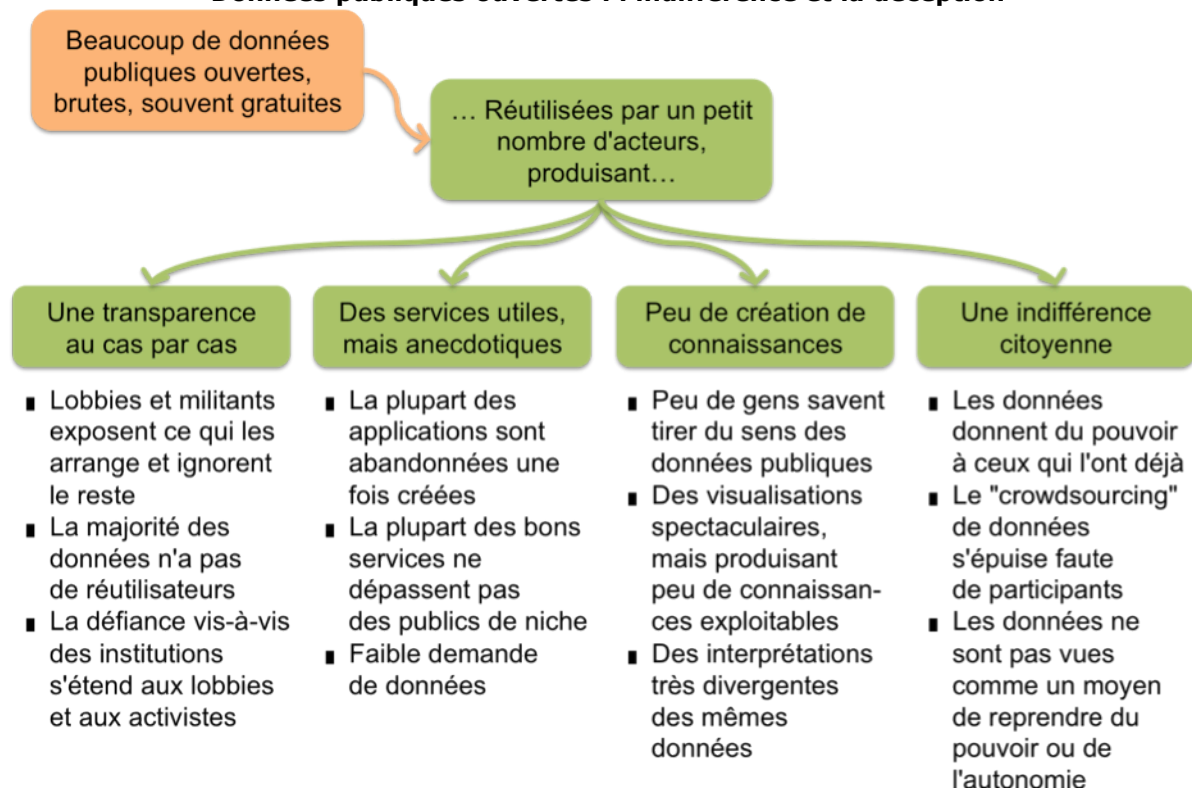 Données publiques ouvertes : l'indifférence et la déception
Beaucoup de données
publiques ouvertes,
brutes, souvent gratuites
… Réutilisées par un petit
nombre d'acteurs,
produisant…
Une transparence
au cas par cas
▪ Lobbies et militants
exposent ce qui les
arrange et ignorent
le reste
▪ La majorité des
données n'a pas
de réutilisateurs
▪ La défiance vis-à-vis
des institutions
s'étend aux lobbies
et aux activistes
Des services utiles,
mais anecdotiques
▪ La plupart des
applications sont
abandonnées une
fois créées
▪ La plupart des bons
services ne
dépassent pas
des publics de niche
▪ Faible demande
de données
Peu de création de
connaissances
▪ Peu de gens savent
tirer du sens des
données publiques
▪ Des visualisations
spectaculaires,
mais produisant
peu de connaissan-
ces exploitables
▪ Des interprétations
très divergentes
des mêmes
données
Une indifférence
citoyenne
▪ Les données
donnent du pouvoir
à ceux qui l'ont déjà
▪ Le "crowdsourcing"
de données
s'épuise faute
de participants
▪ Les données ne
sont pas vues
comme un moyen
de reprendre du
pouvoir ou de
l'autonomie